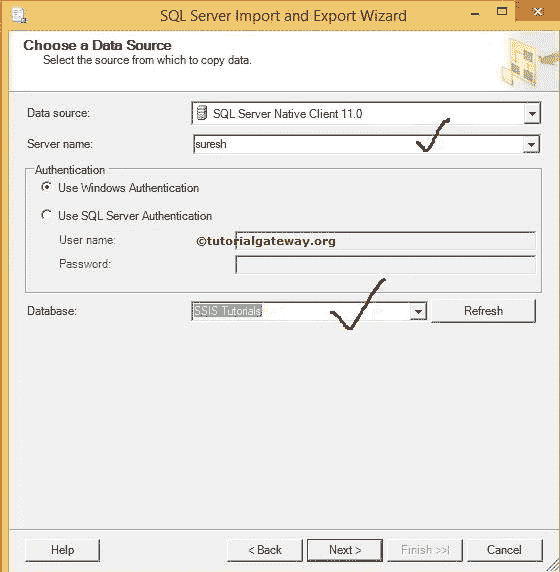 SQL Server Import and Export Wizard
Choose a Data Source
Select the source from which to copy data.
Data source: SQL Server Native Client 11.0
Server name: suresh
Authentication
Use Windows Authentication
Use SQL Server Authentication
User name:
©tutorialgateway.org
Password:
Database: SSIS Tutorials Refresh
Help < Back Next > Finish >>| Cancel